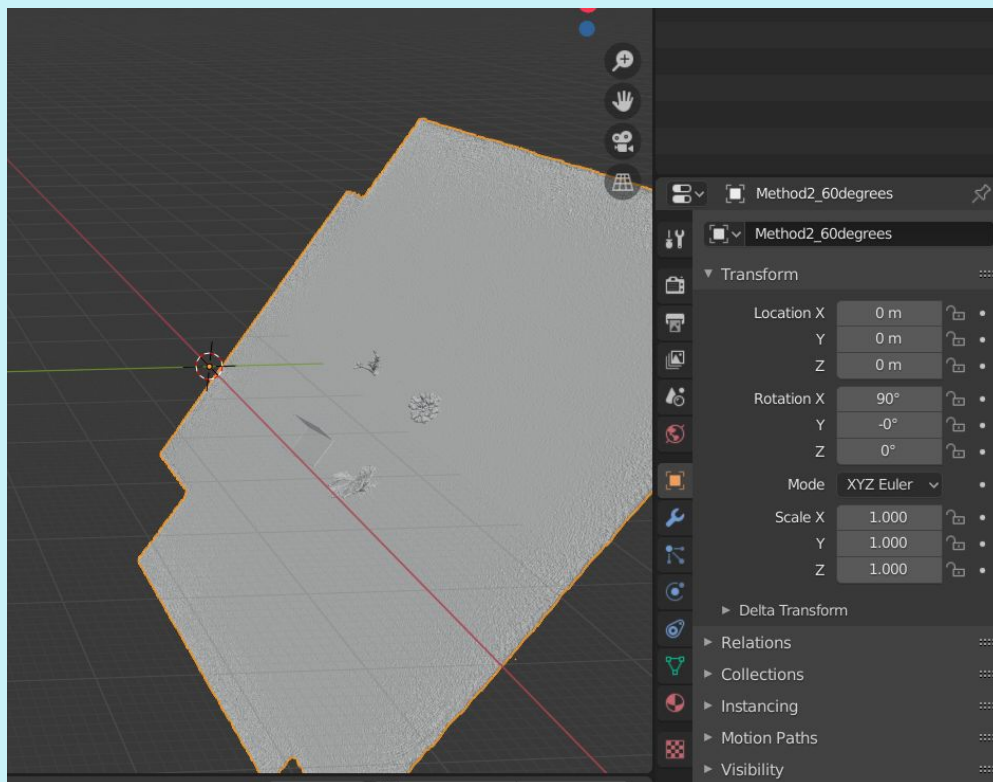 Method2_60degrees
Method2_60degrees
Transform
Location X 0 m
Y 0 m
Z 0 m
Rotation X 90°
Y -0°
Z 0°
Mode XYZ Euler
Scale X 1.000
Y 1.000
Z 1.000
Delta Transform
Relations
Collections
Instancing
Motion Paths
Visibility